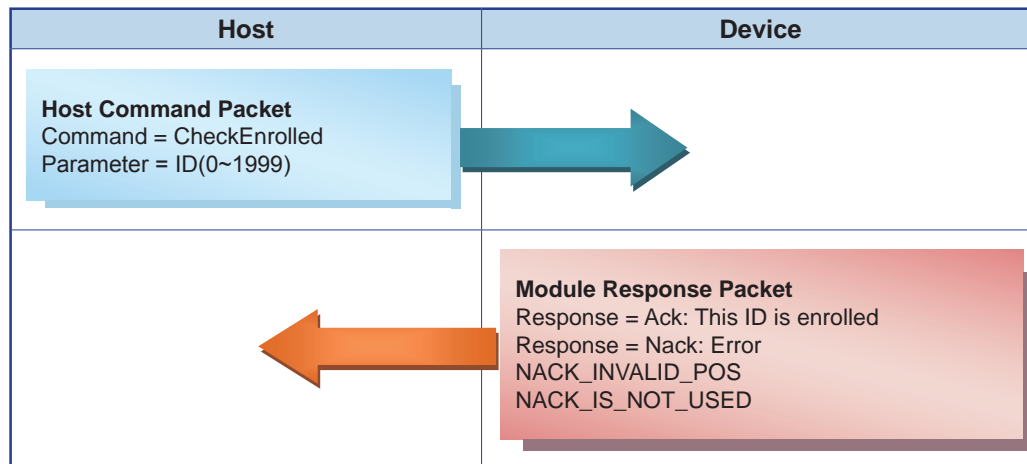 Host
Device
Host Command Packet
Command = CheckEnrolled
Parameter = ID(0~1999)
Module Response Packet
Response = Ack: This ID is enrolled
Response = Nack: Error
NACK_INVALID_POS
NACK_IS_NOT_USED